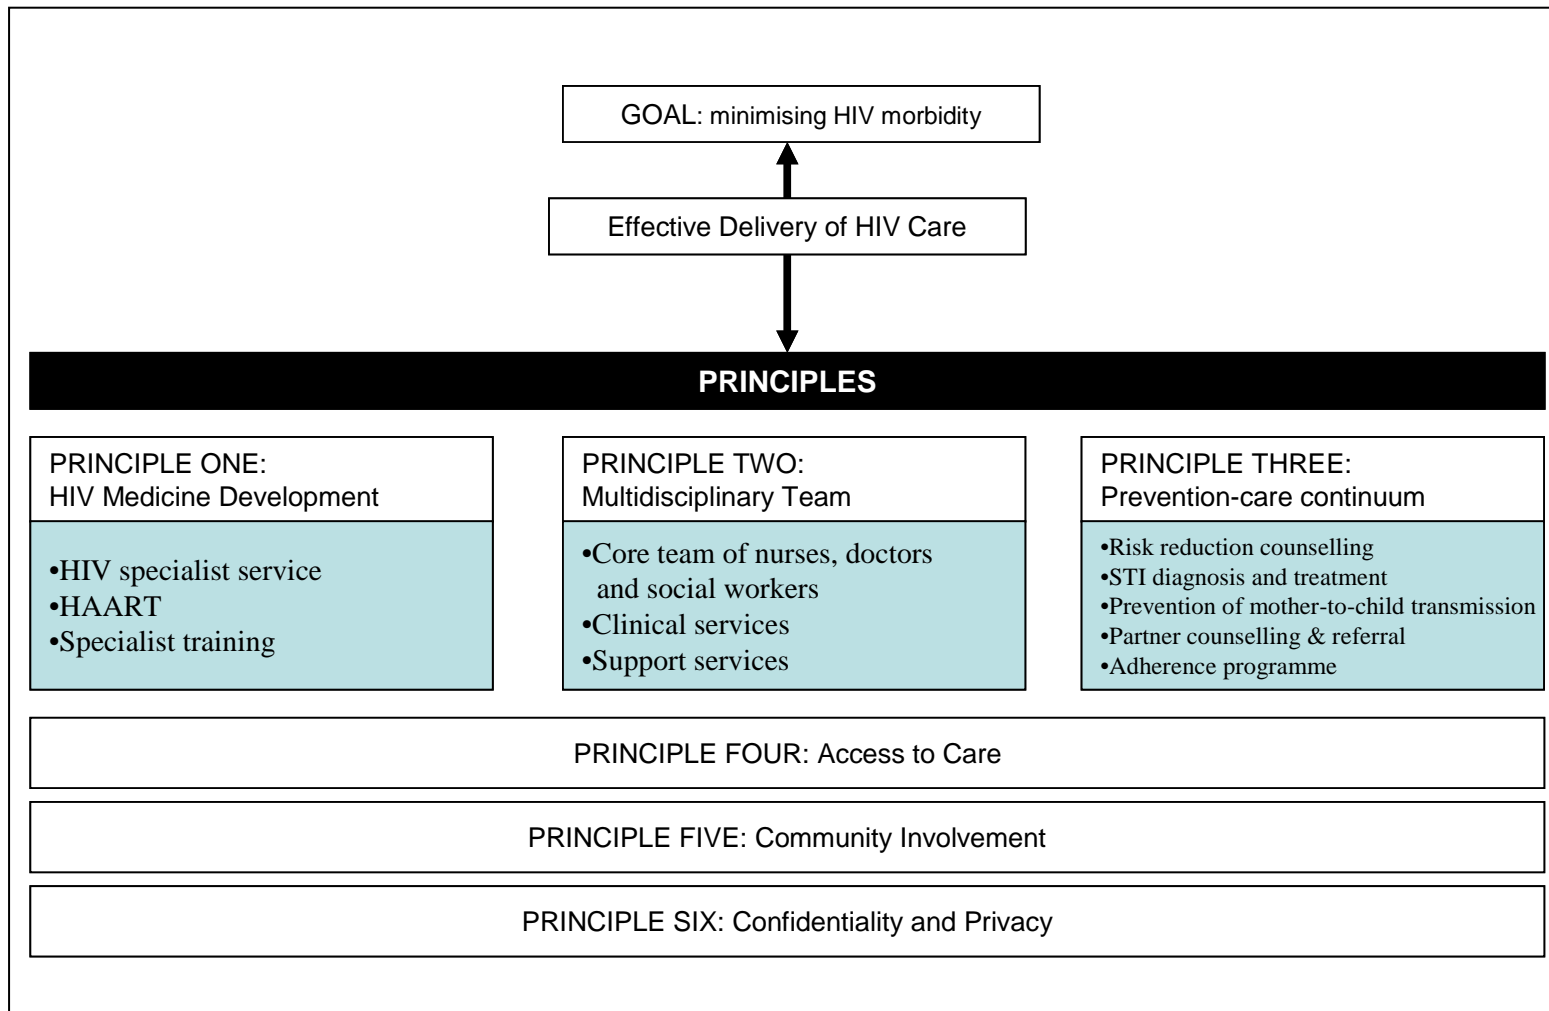 GOAL: minimising HIV morbidity
Effective Delivery of HIV Care
PRINCIPLES
PRINCIPLE ONE:
HIV Medicine Development
•HIV specialist service
•HAART
•Specialist training
PRINCIPLE TWO:
Multidisciplinary Team
•Core team of nurses, doctors
and social workers
•Clinical services
•Support services
PRINCIPLE THREE:
Prevention-care continuum
•Risk reduction counselling
•STI diagnosis and treatment
•Prevention of mother-to-child transmission
•Partner counselling & referral
•Adherence programme
PRINCIPLE FOUR: Access to Care
PRINCIPLE FIVE: Community Involvement
PRINCIPLE SIX: Confidentiality and Privacy